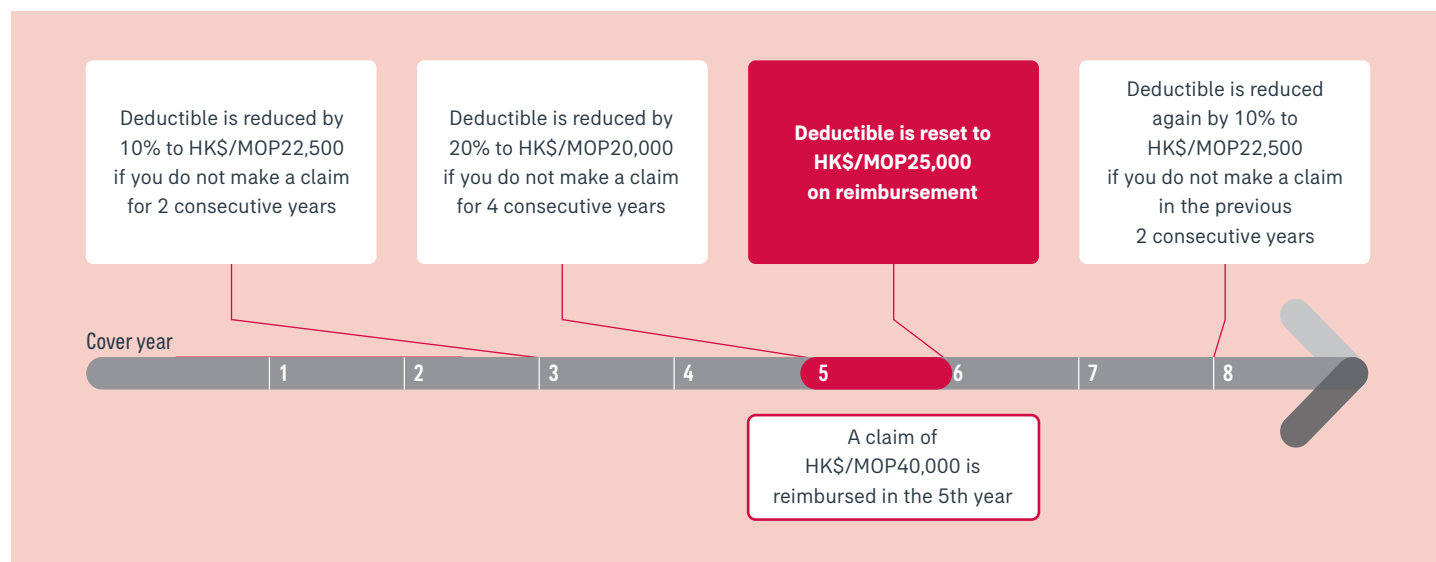 Deductible is reduced by
10% to HK$/MOP22,500
if you do not make a claim
for 2 consecutive years
Deductible is reduced by
20% to HK$/MOP20,000
if you do not make a claim
for 4 consecutive years
Deductible is reset to
HK$/MOP25,000
on reimbursement
Deductible is reduced
again by 10% to
HK$/MOP22,500
if you do not make a claim
in the previous
2 consecutive years
Cover year
1 2 3 4 5 6 7 8
A claim of
HK$/MOP40,000 is
reimbursed in the 5th year